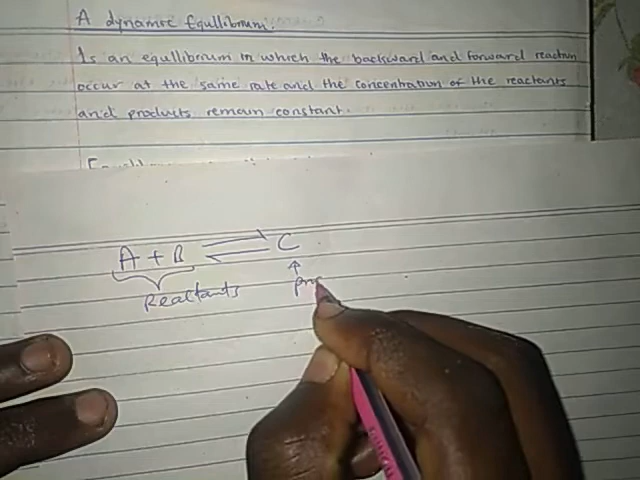 A dynamic Equilibrium.
Is an equilibrium in which the backward and forward reaction
occur at the same rate and the concentration of the reactants
and products remain constant.
A + B ⇌ C
Reactants